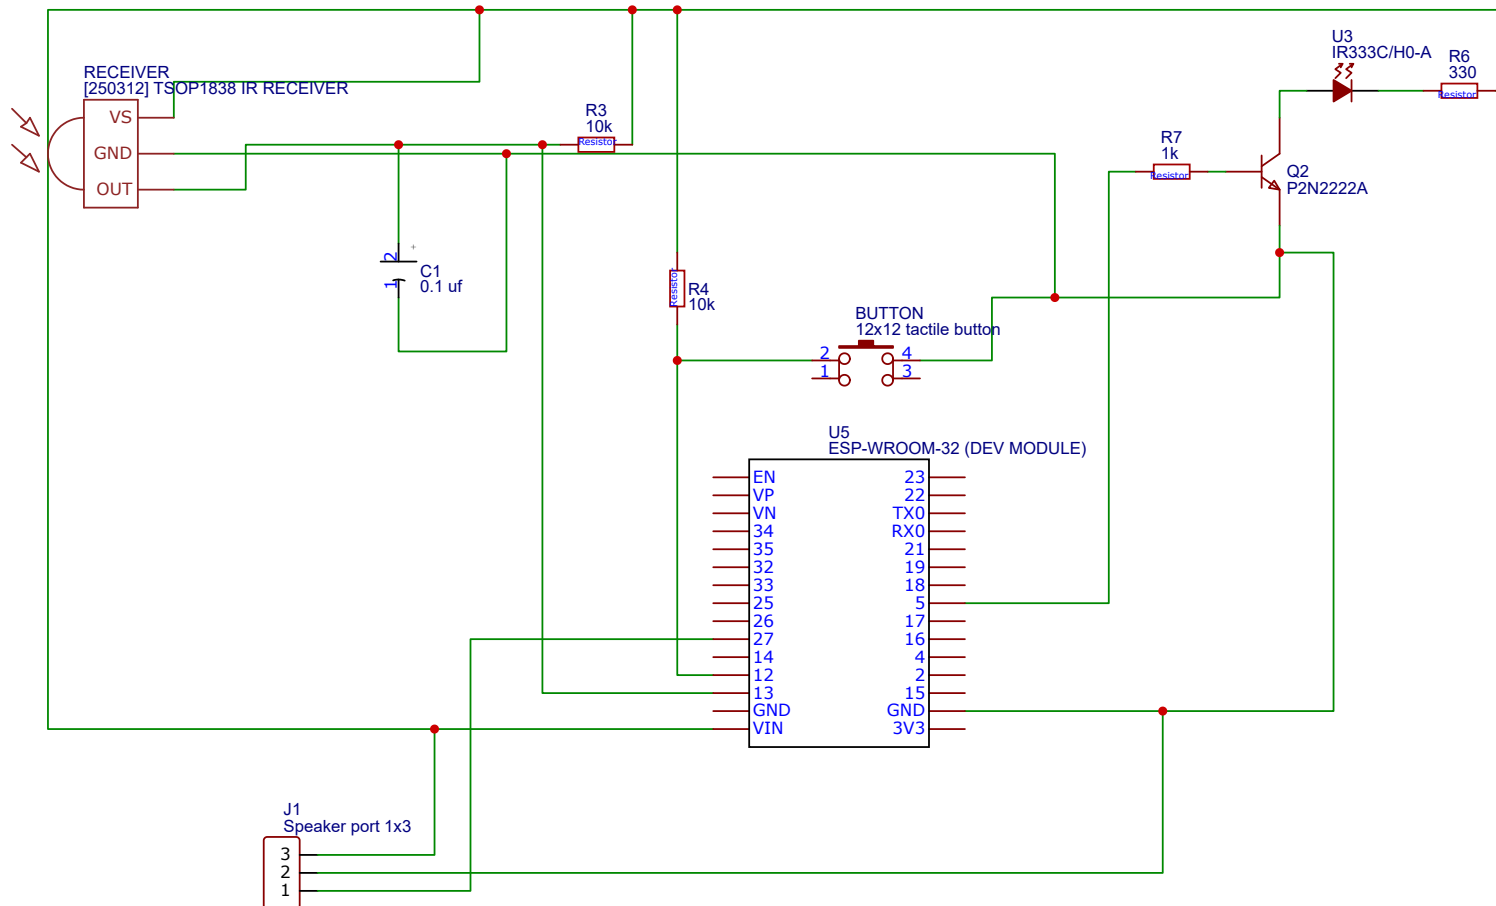 RECEIVER
[250312] TSOP1838 IR RECEIVER
VS
GND
OUT
R3
10k
Resistor
U3
IR333C/H0-A
R6
330
Resistor
R7
1k
Resistor
Q2
P2N2222A
2
+
1
C1
0.1 uf
Resistor
R4
10k
BUTTON
12x12 tactile button
2
4
1
3
U5
ESP-WROOM-32 (DEV MODULE)
EN
23
VP
22
VN
TX0
34
RX0
35
21
32
19
33
18
25
5
26
17
27
16
14
4
12
2
13
15
GND
GND
VIN
3V3
J1
Speaker port 1x3
3
2
1